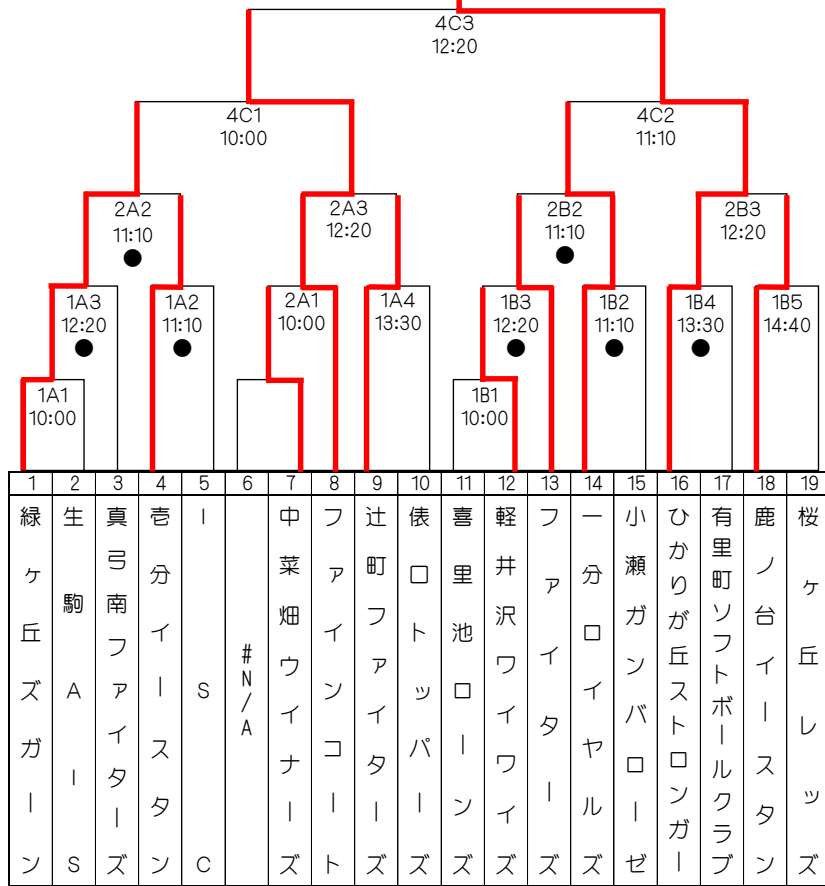 4C3
12:20
4C1
10:00
4C2
11:10
2A2
11:10
●
2A3
12:20
2B2
11:10
●
2B3
12:20
1A3
12:20
●
1A2
11:10
●
2A1
10:00
1A4
13:30
1B3
12:20
●
1B2
11:10
●
1B4
13:30
●
1B5
14:40
1A1
10:00
1B1
10:00
1 2 3 4 5 6 7 8 9 10 11 12 13 14 15 16 17 18 19
緑ヶ丘ズガーン
生駒AーS
真弓南ファイターズ
壱分イースタン
ISC
#N/A
中菜畑ウイナーズ
ファインコート
辻町ファイターズ
俵口トッパーズ
喜里池ローンズ
軽井沢ワイワイズ
ファイターズ
一分ロイヤルズ
小瀬ガンバローゼ
ひかりが丘ストロンガー
有里町ソフトボールクラブ
鹿ノ台イースタン
桜ヶ丘レッズ